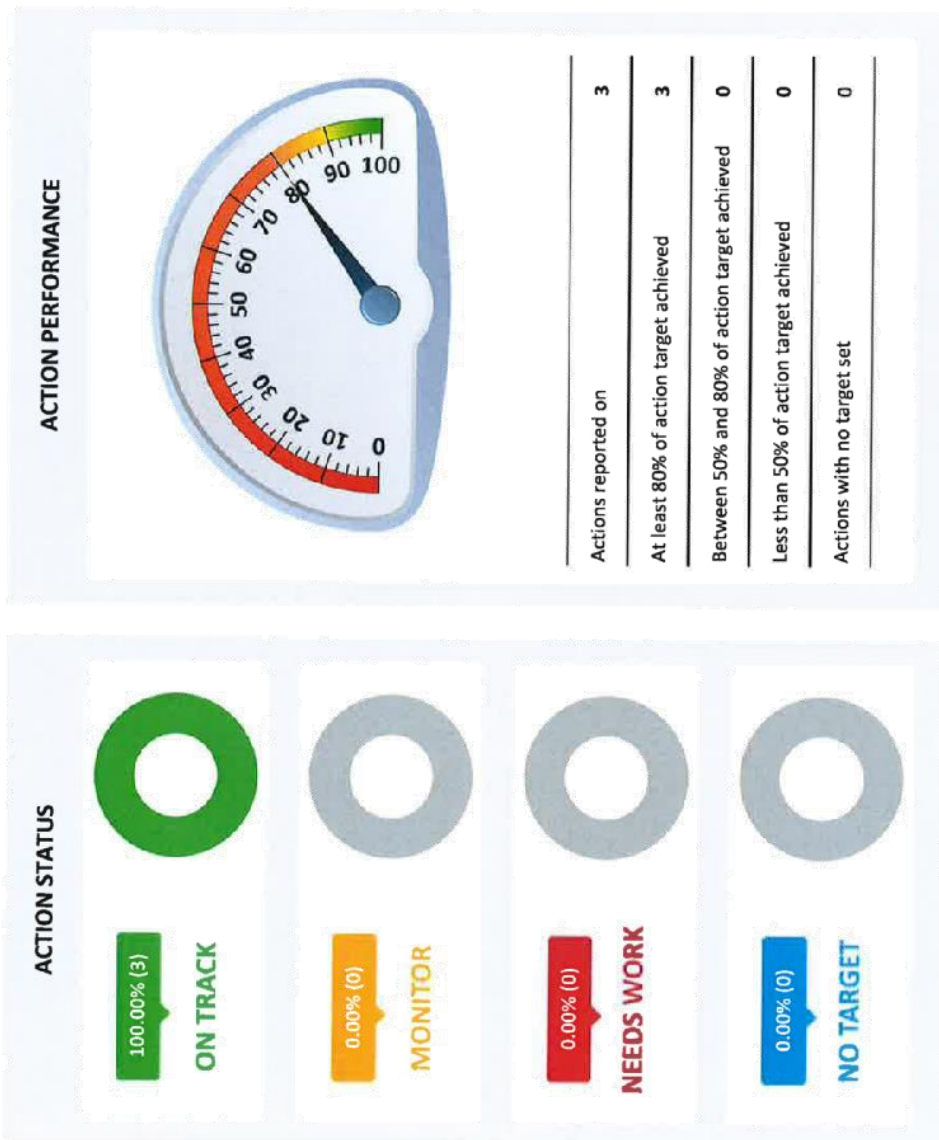 ACTION STATUS
100.00% (3)
ON TRACK
0.00% (0)
MONITOR
0.00% (0)
NEEDS WORK
0.00% (0)
NO TARGET
ACTION PERFORMANCE
0
10
20
30
40
50
60
70
80
90
100
Actions reported on 3
At least 80% of action target achieved 3
Between 50% and 80% of action target achieved 0
Less than 50% of action target achieved 0
Actions with no target set 0